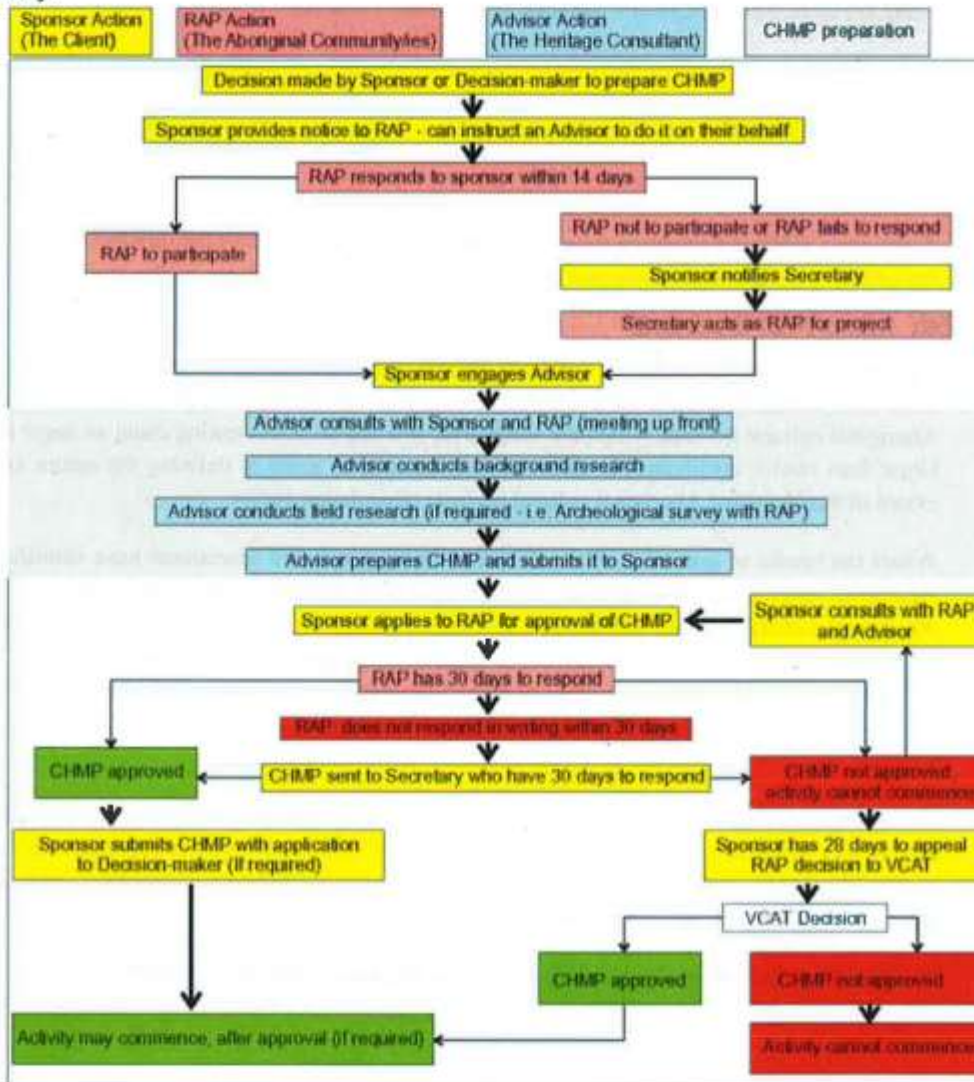 Sponsor Action
(The Client)
RAP Action
(The Aboriginal Community/ies)
Advisor Action
(The Heritage Consultant)
CHMP preparation
Decision made by Sponsor or Decision-maker to prepare CHMP
Sponsor provides notice to RAP - can instruct an Advisor to do it on their behalf
RAP responds to sponsor within 14 days
RAP to participate
RAP not to participate or RAP fails to respond
Sponsor notifies Secretary
Secretary acts as RAP for project
Sponsor engages Advisor
Advisor consults with Sponsor and RAP (meeting up front)
Advisor conducts background research
Advisor conducts field research (if required - i.e. Archeological survey with RAP)
Advisor prepares CHMP and submits it to Sponsor
Sponsor applies to RAP for approval of CHMP
Sponsor consults with RAP
and Advisor
RAP has 30 days to respond
RAP does not respond in writing within 30 days
CHMP approved
CHMP sent to Secretary who have 30 days to respond
CHMP not approved
activity cannot commence
Sponsor submits CHMP with application
to Decision-maker (If required)
Sponsor has 28 days to appeal
RAP decision to VCAT
VCAT Decision
CHMP approved
CHMP not approved
Activity may commence, after approval (if required)
Activity cannot commence